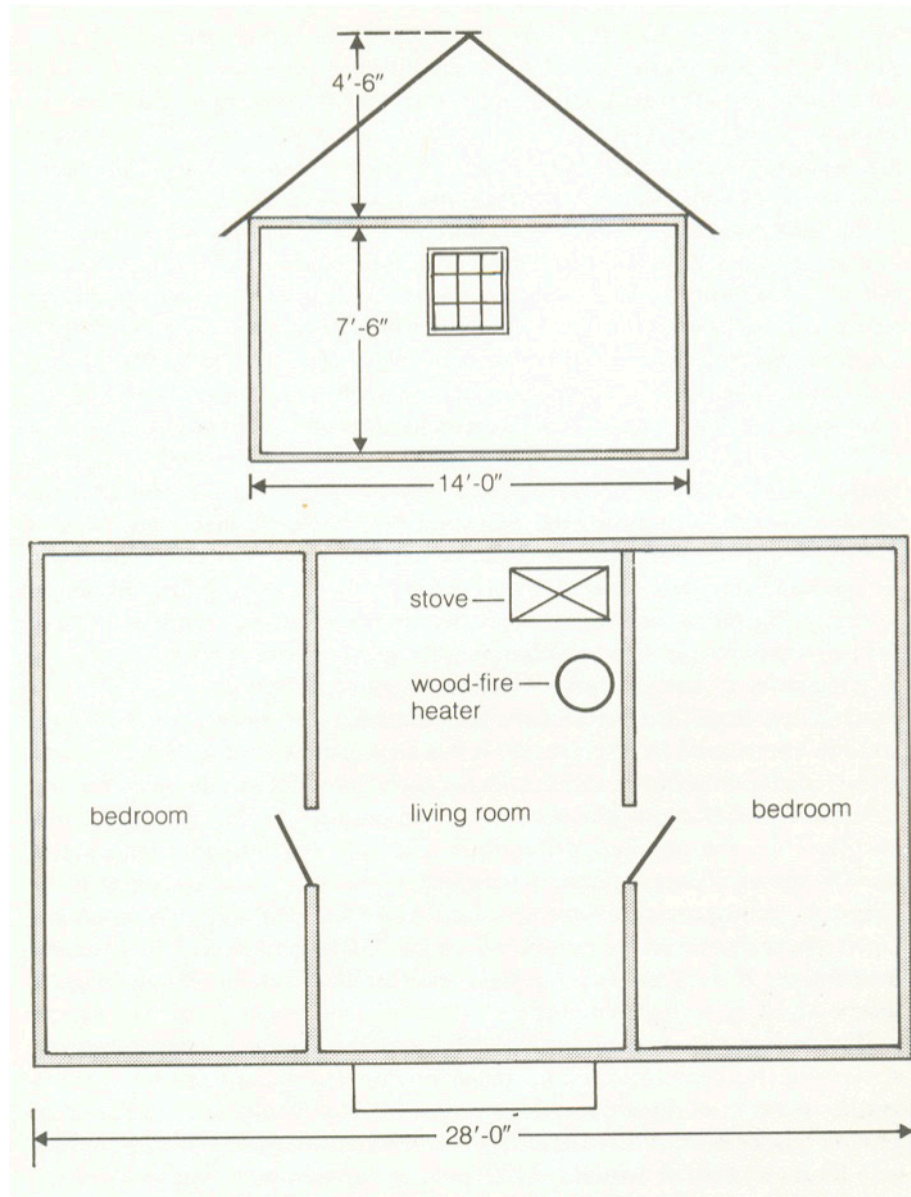 4'-6"
7'-6"
14'-0"
stove
wood-fire
heater
bedroom
living room
bedroom
28'-0"